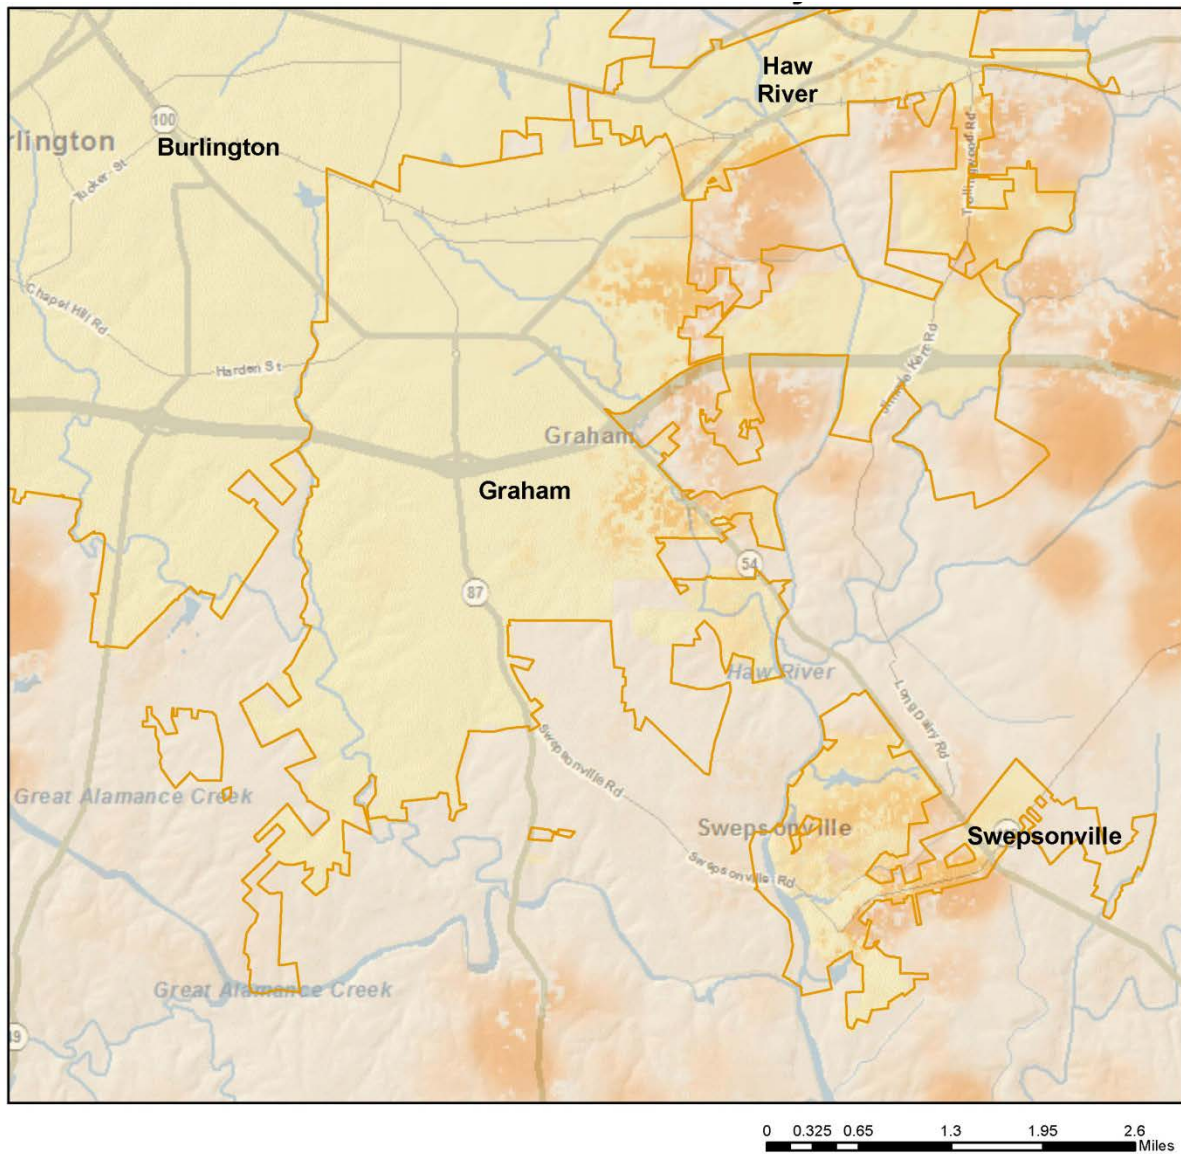 Haw
River
100
rlington
Burlington
Tucker St
Trollingwood Rd
Chapel Hill Rd
Harden St
Jimmie Kerr Rd
Graham
Graham
54
87
Haw River
Long Dairy Rd
Swepsonville Rd
Great Alamance Creek
Swepsonville
Swepsonville
Swepsonville Rd
Great Alamance Creek
49
0 0.325 0.65 1.3 1.95 2.6
Miles